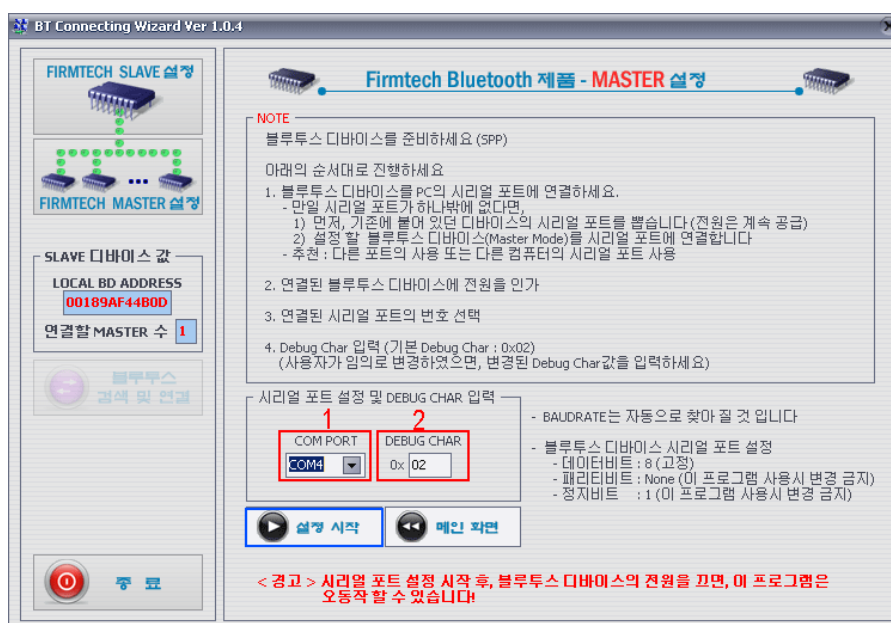 BT Connecting Wizard Ver 1.0.4
FIRMTECH SLAVE 설정
FIRMTECH MASTER 설정
SLAVE 디바이스 값
LOCAL BD ADDRESS
00189AF44B0D
연결할 MASTER 수 1
블루투스
검색 및 연결
종 료
Firmtech Bluetooth 제품 - MASTER 설정
NOTE
블루투스 디바이스를 준비하세요 (SPP)
아래의 순서대로 진행하세요
1. 블루투스 디바이스를 PC의 시리얼 포트에 연결하세요.
- 만일 시리얼 포트가 하나밖에 없다면,
1) 먼저, 기존에 붙어 있던 디바이스의 시리얼 포트를 뽑습니다 (전원은 계속 공급)
2) 설정 할 블루투스 디바이스(Master Mode)를 시리얼 포트에 연결합니다
- 추천 : 다른 포트의 사용 또는 다른 컴퓨터의 시리얼 포트 사용
2. 연결된 블루투스 디바이스에 전원을 인가
3. 연결된 시리얼 포트의 번호 선택
4. Debug Char 입력 (기본 Debug Char : 0x02)
(사용자가 임의로 변경하였으면, 변경된 Debug Char값을 입력하세요)
시리얼 포트 설정 및 DEBUG CHAR 입력
1 2
COM PORT DEBUG CHAR
COM4 0x 02
- BAUDRATE는 자동으로 찾아 질 것 입니다
- 블루투스 디바이스 시리얼 포트 설정
- 데이터비트 : 8 (고정)
- 패리티비트 : None (이 프로그램 사용시 변경 금지)
- 정지비트 : 1 (이 프로그램 사용시 변경 금지)
설정 시작 메인 화면
< 경고 > 시리얼 포트 설정 시작 후, 블루투스 디바이스의 전원을 끄면, 이 프로그램은
오동작 할 수 있습니다!